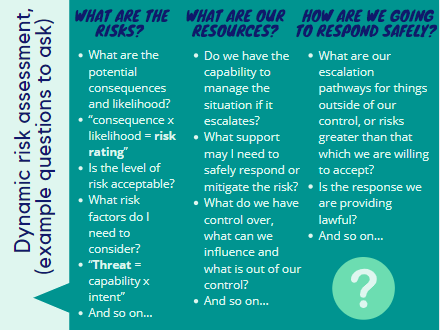 Dynamic risk assessment,
(example questions to ask)
WHAT ARE THE
RISKS?
• What are the
potential
consequences
and likelihood?
• “consequence x
likelihood = risk
rating”
• Is the level of
risk acceptable?
• What risk
factors do I
need to
consider?
• “Threat =
capability x
intent”
• And so on...
WHAT ARE OUR
RESOURCES?
• Do we have the
capability to
manage the
situation if it
escalates?
• What support
may I need to
safely respond or
mitigate the risk?
• What do we have
control over,
what can we
influence and
what is out of our
control?
• And so on...
HOW ARE WE GOING
TO RESPOND SAFELY?
• What are our
escalation
pathways for things
outside of our
control, or risks
greater than that
which we are willing
to accept?
• Is the response we
are providing
lawful?
• And so on...
?